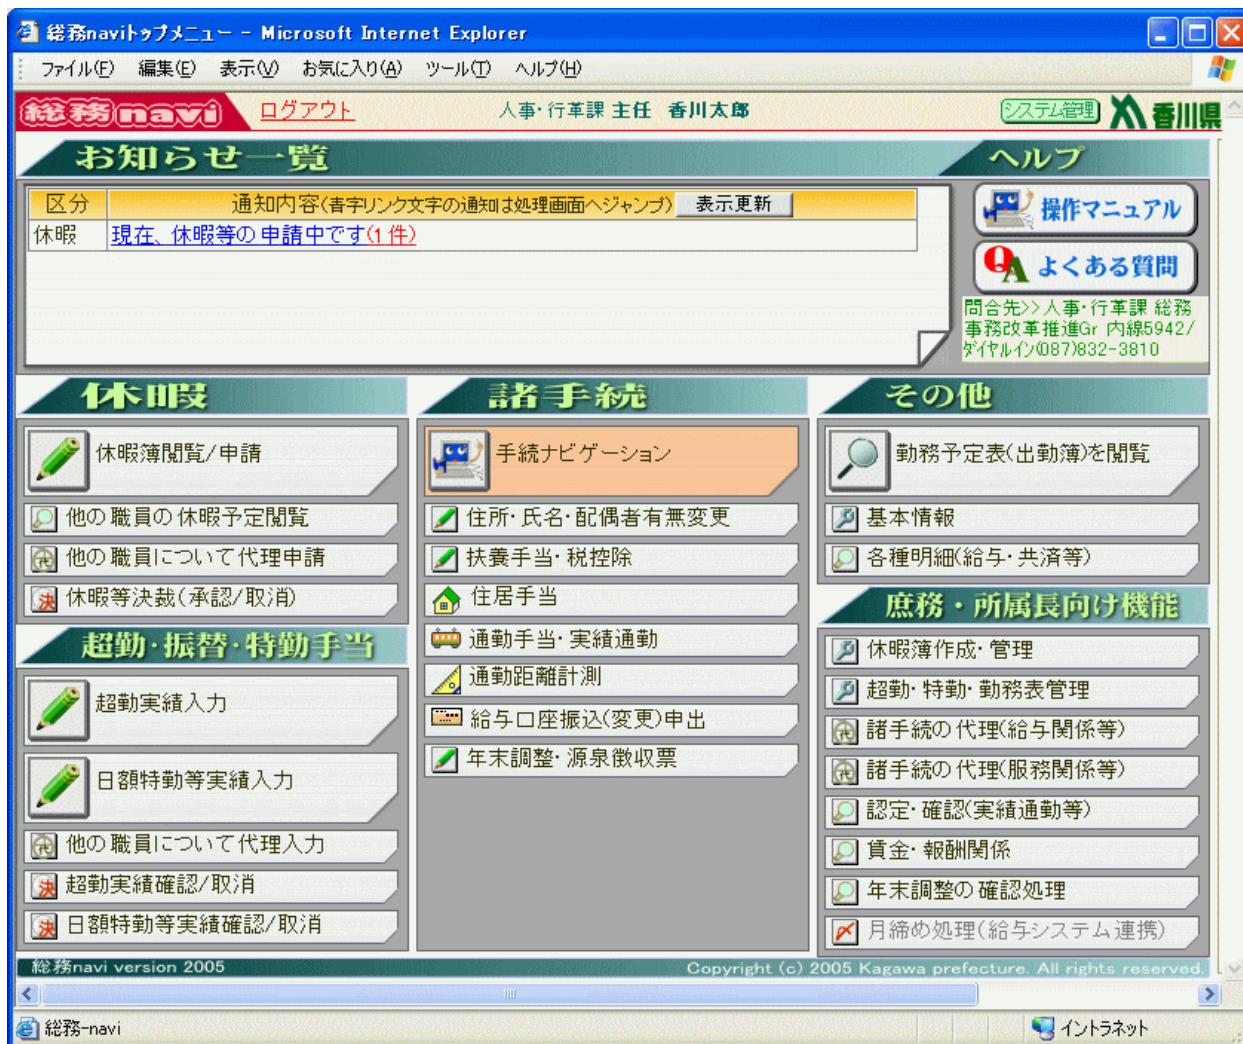 総務naviトップメニュー - Microsoft Internet Explorer
ファイル(F) 編集(E) 表示(V) お気に入り(A) ツール(T) ヘルプ(H)
総務navi ログアウト 人事・行革課 主任 香川太郎 システム管理 香川県
お知らせ一覧
ヘルプ
区分 通知内容(青字リンク文字の通知は処理画面へジャンプ) 表示更新
休暇 現在、休暇等の申請中です(1件)
操作マニュアル
QA よくある質問
問合先>>人事・行革課 総務
事務改革推進Gr 内線5942/
ダイヤルイン(087)832-3810
休暇
休暇簿閲覧/申請
他の職員の休暇予定閲覧
代 他の職員について代理申請
決 休暇等決裁(承認/取消)
超勤・振替・特勤手当
超勤実績入力
日額特勤等実績入力
代 他の職員について代理入力
決 超勤実績確認/取消
決 日額特勤等実績確認/取消
諸手続
手続ナビゲーション
住所・氏名・配偶者有無変更
扶養手当・税控除
住居手当
通勤手当・実績通勤
通勤距離計測
給与口座振込(変更)申出
年末調整・源泉徴収票
その他
勤務予定表(出勤簿)を閲覧
基本情報
各種明細(給与・共済等)
庶務・所属長向け機能
休暇簿作成・管理
超勤・特勤・勤務表管理
代 諸手続の代理(給与関係等)
代 諸手続の代理(服務関係等)
認定・確認(実績通勤等)
賃金・報酬関係
年末調整の確認処理
〆 月締め処理(給与システム連携)
総務navi version 2005 Copyright (c) 2005 Kagawa prefecture. All rights reserved.
総務-navi イントラネット